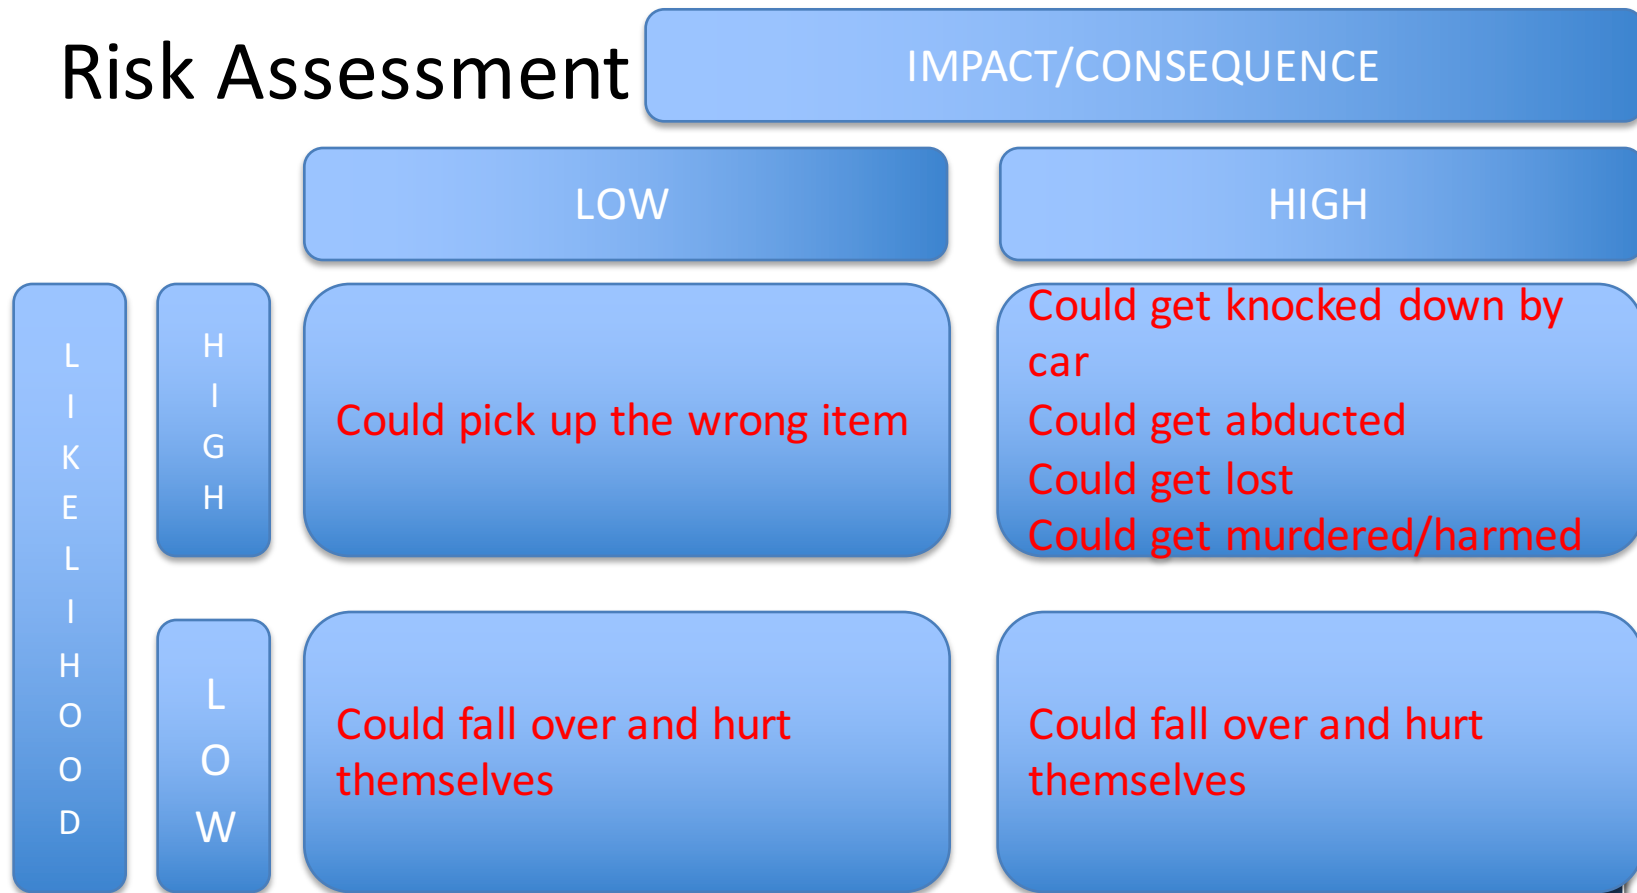 Risk Assessment
IMPACT/CONSEQUENCE
LOW
HIGH
L
I
K
E
L
I
H
O
O
D
H
I
G
H
Could pick up the wrong item
Could get knocked down by
car
Could get abducted
Could get lost
Could get murdered/harmed
L
O
W
Could fall over and hurt
themselves
Could fall over and hurt
themselves